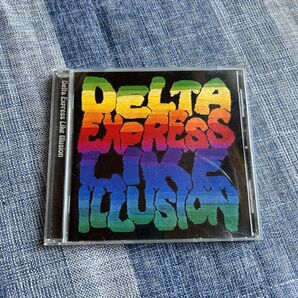 Delta Express Like Illusion
DELTA
EXPRESS
LIKE
ILLUSION